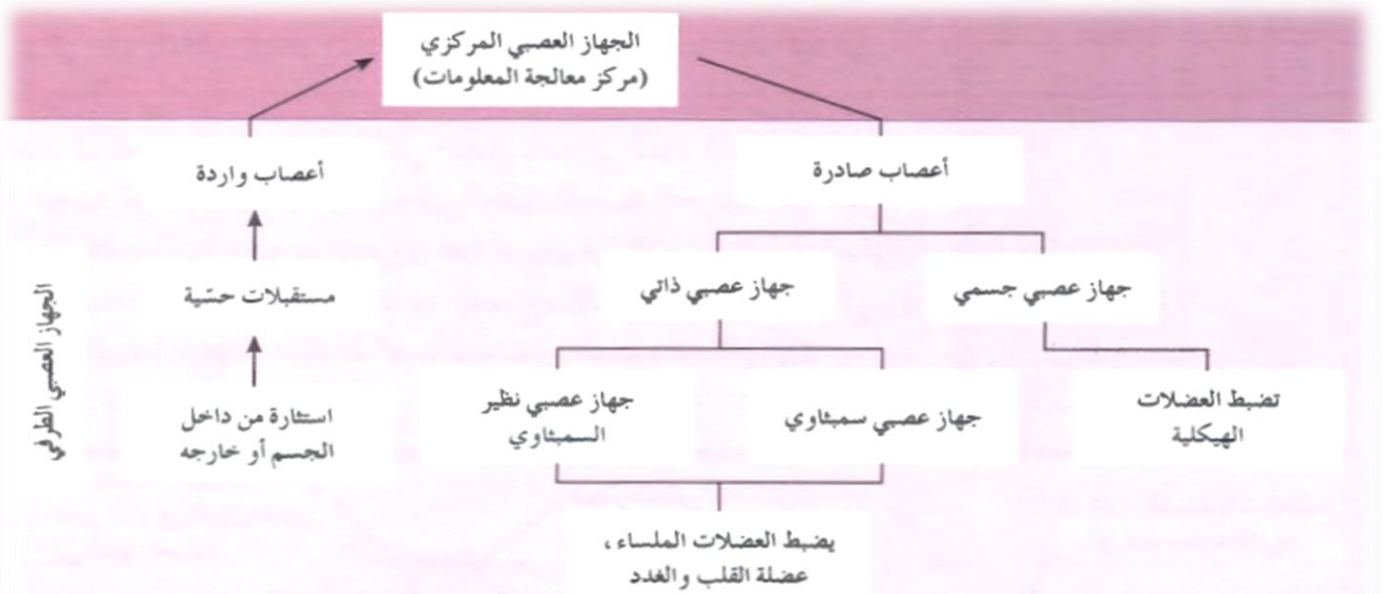 الجهاز العصبي المركزي
(مركز معالجة المعلومات)
أعصاب صادرة
أعصاب واردة
جهاز عصبي جسمي
جهاز عصبي ذاتي
مستقبلات حسّية
الجهاز العصبي الطرفي
تضبط العضلات
الهيكلية
جهاز عصبي سمبثاوي
جهاز عصبي نظير
السمبثاوي
استثارة من داخل
الجسم أو خارجه
يضبط العضلات الملساء،
عضلة القلب والغدد